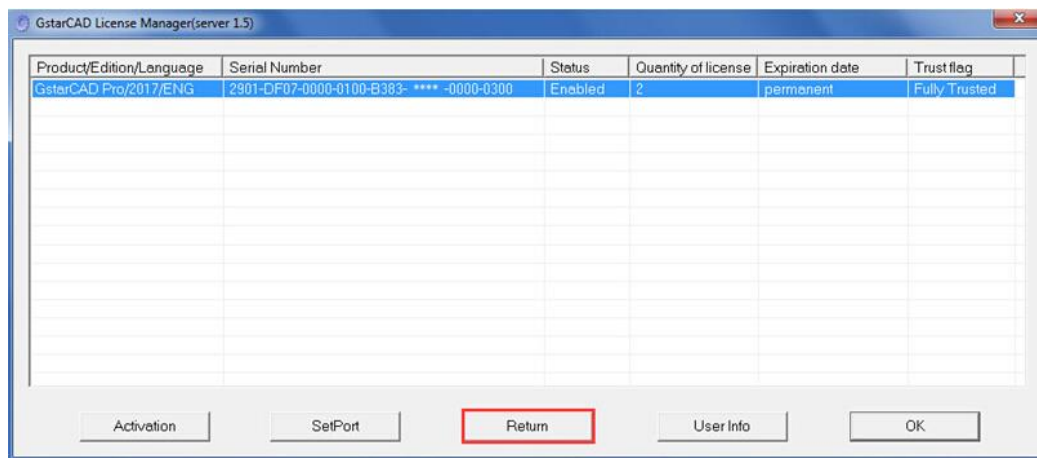 GstarCAD License Manager(server 1.5)
Product/Edition/Language Serial Number Status Quantity of license Expiration date Trust flag
GstarCAD Pro/2017/ENG 2901-DF07-0000-0100-B383- **** -0000-0300 Enabled 2 permanent Fully Trusted
Activation SetPort Return User Info OK